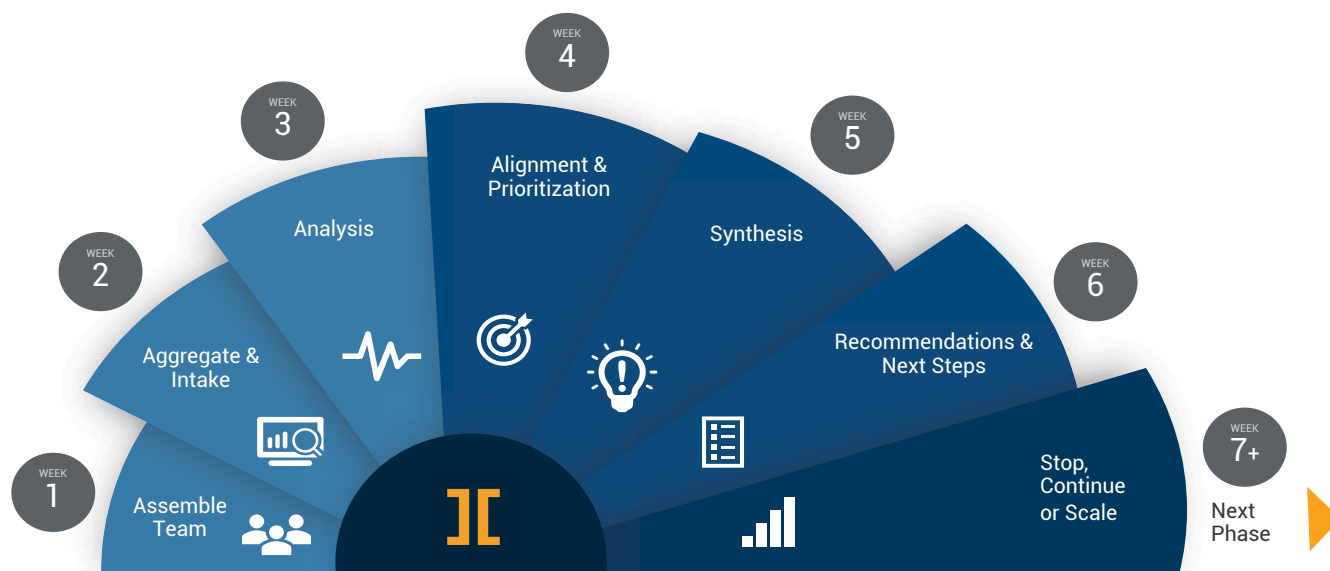 WEEK
1
Assemble
Team
WEEK
2
Aggregate &
Intake
WEEK
3
Analysis
WEEK
4
Alignment &
Prioritization
WEEK
5
Synthesis
WEEK
6
Recommendations &
Next Steps
WEEK
7+
Stop,
Continue
or Scale
Next
Phase